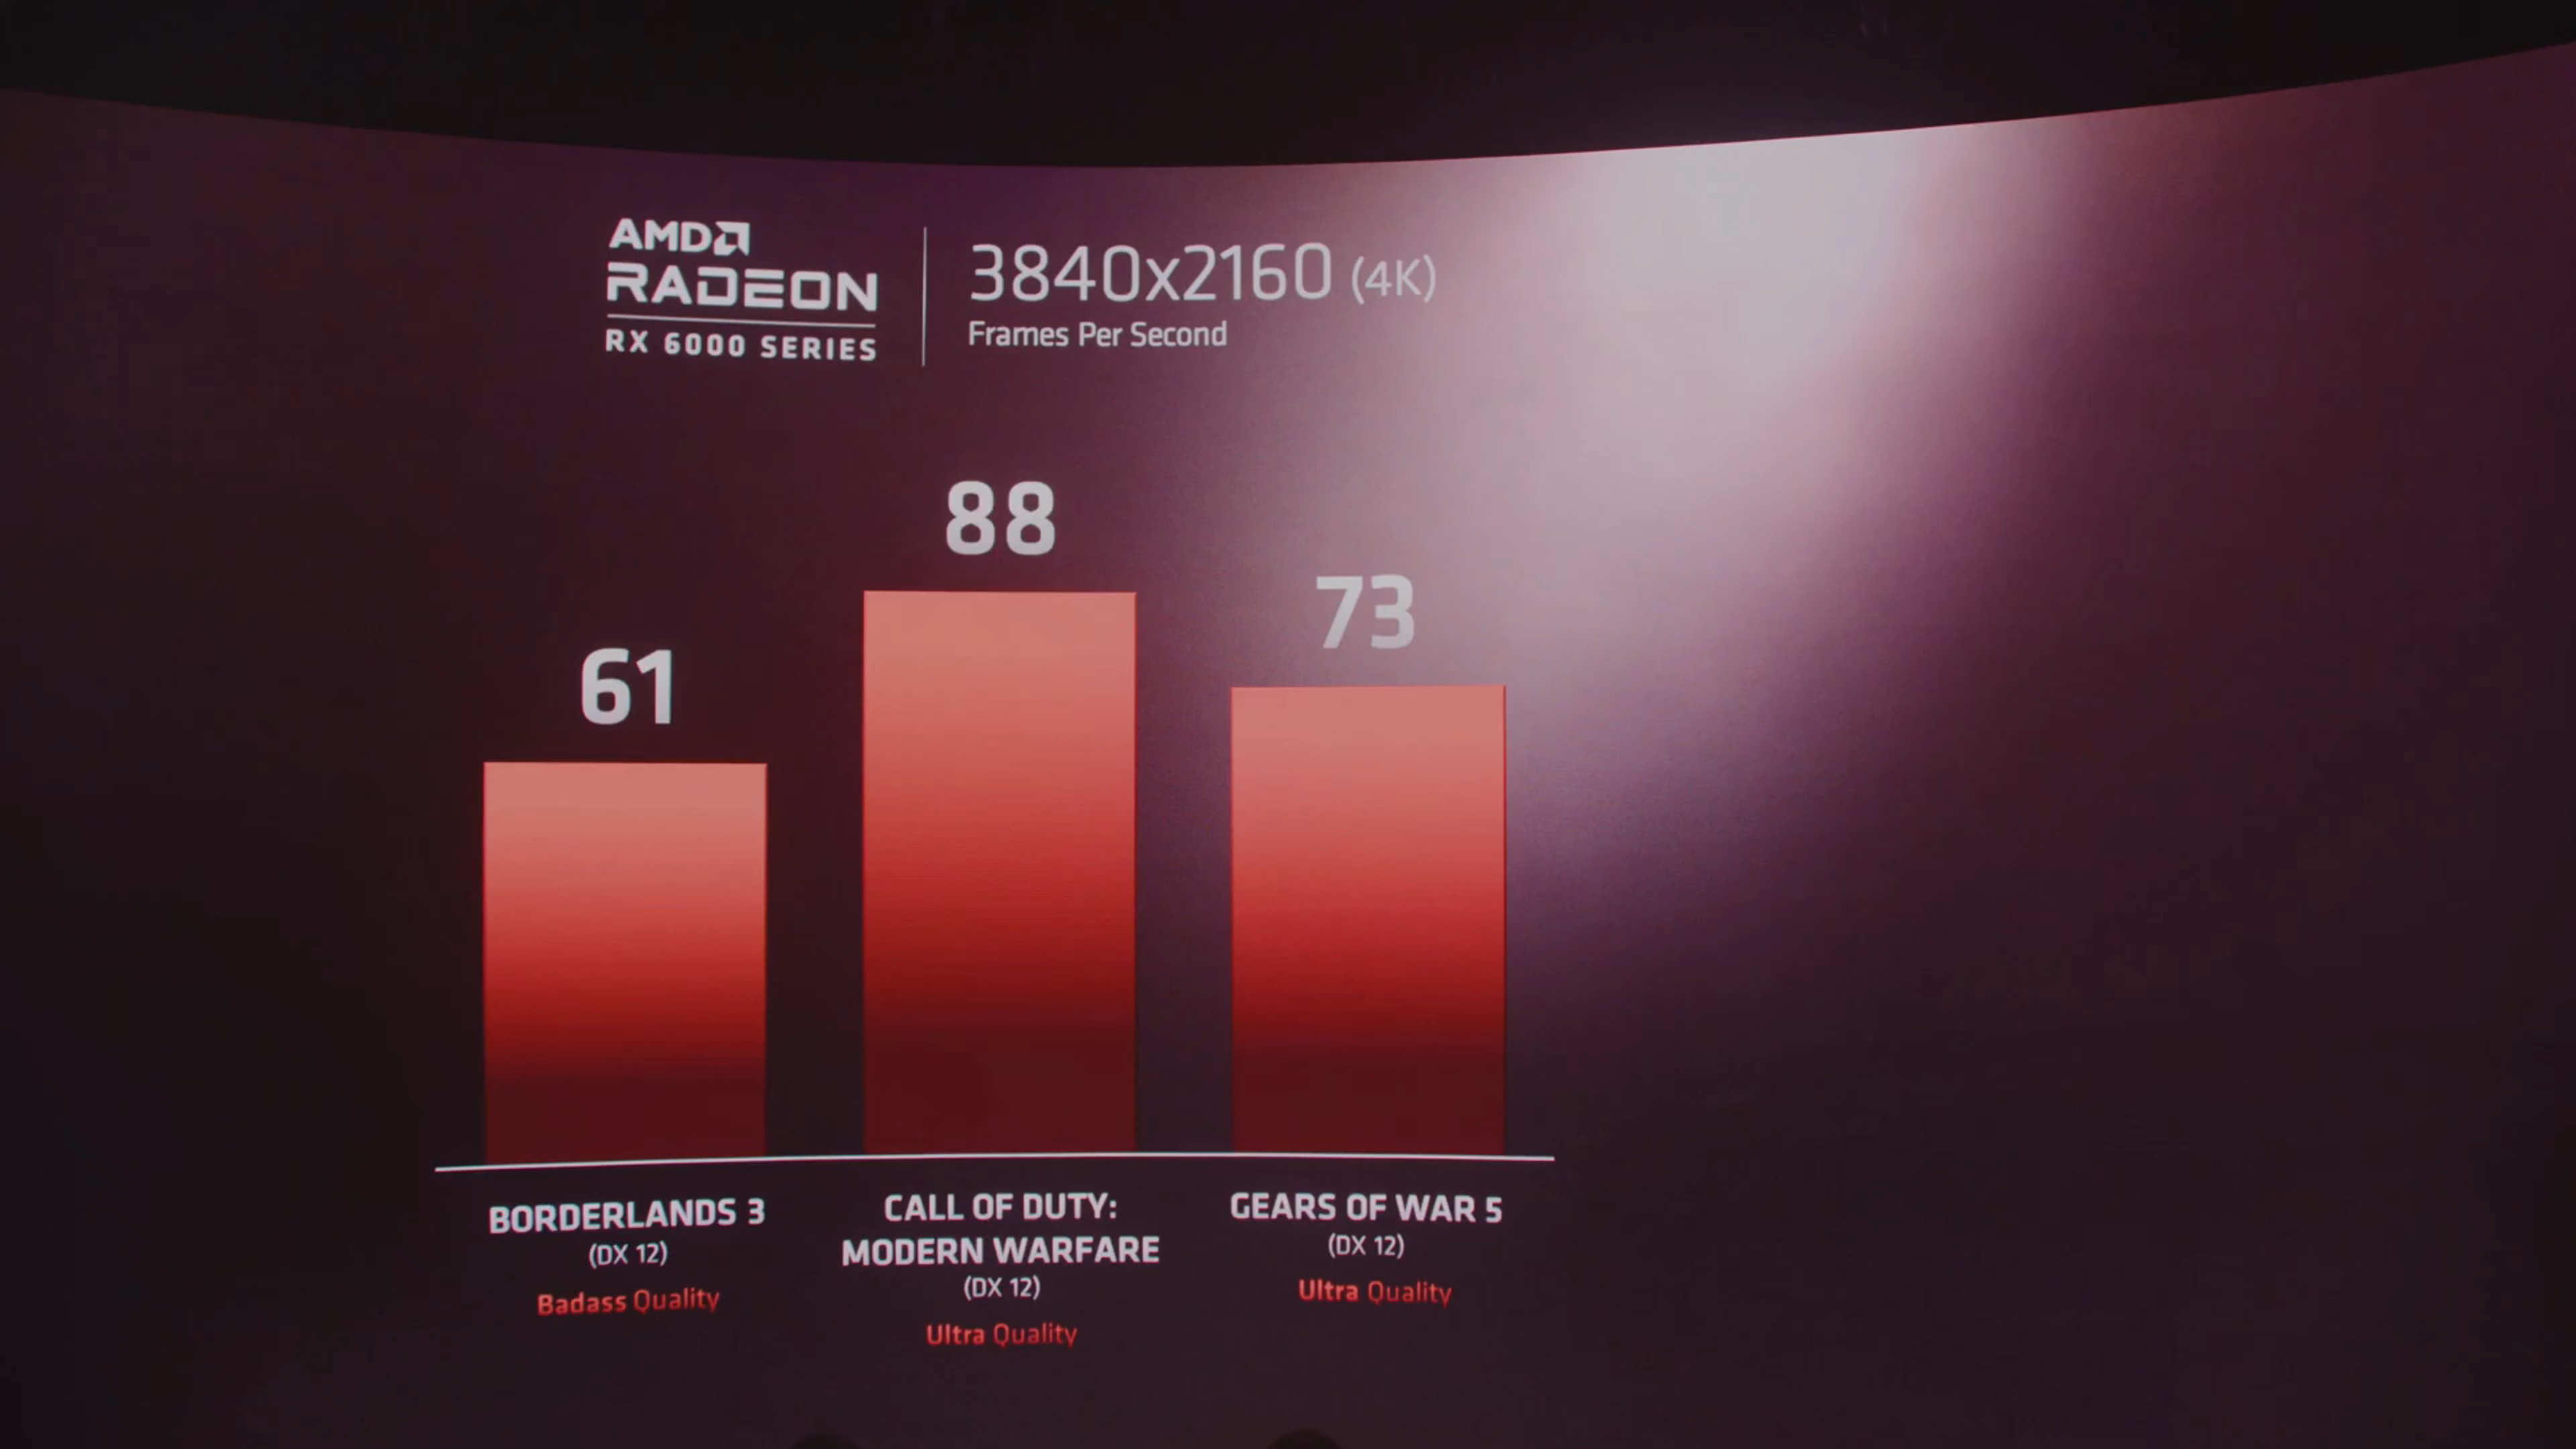 AMD
RADEON
RX 6000 SERIES
3840x2160 (4K)
Frames Per Second
61
88
73
BORDERLANDS 3
(DX 12)
Badass Quality
CALL OF DUTY:
MODERN WARFARE
(DX 12)
Ultra Quality
GEARS OF WAR 5
(DX 12)
Ultra Quality